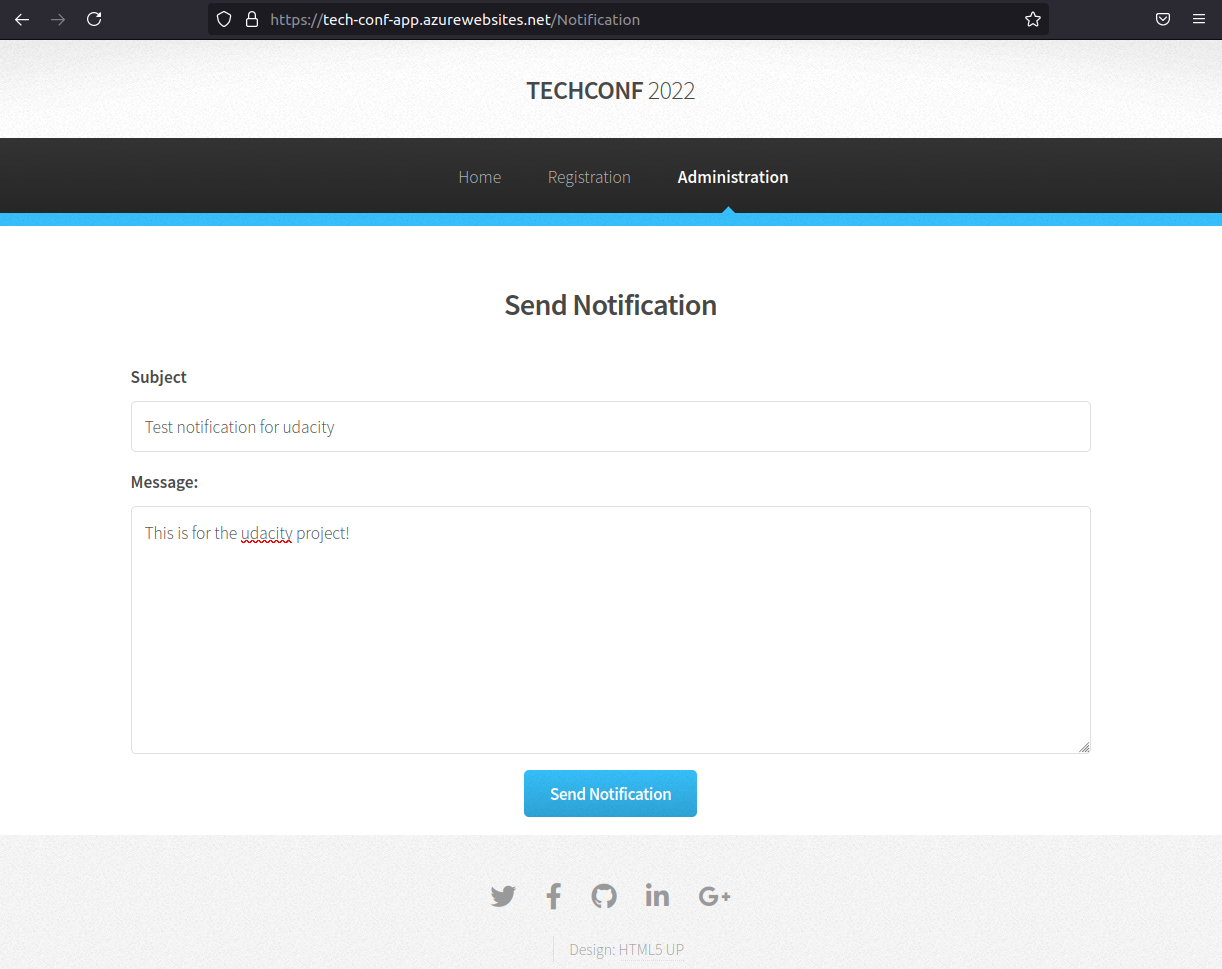 https://tech-conf-app.azurewebsites.net/Notification
TECHCONF 2022
Home Registration Administration
Send Notification
Subject
Test notification for udacity
Message:
This is for the udacity project!
Send Notification
Design: HTML5 UP